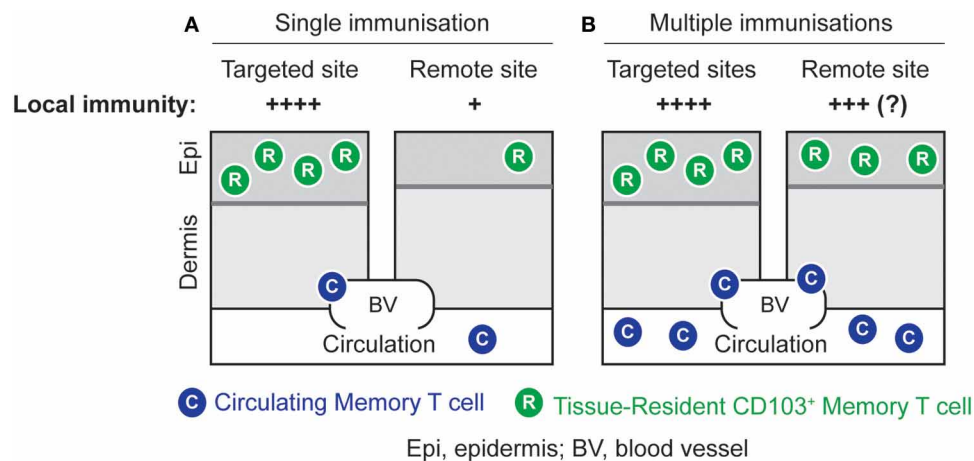 A Single immunisation B Multiple immunisations
Targeted site Remote site Targeted sites Remote site
Local immunity: ++++ + ++++ +++ (?)
Epi
R R R R R R R R R R R R
Dermis
C C C
BV BV
C C C C C
Circulation Circulation
C Circulating Memory T cell R Tissue-Resident CD103⁺ Memory T cell
Epi, epidermis; BV, blood vessel